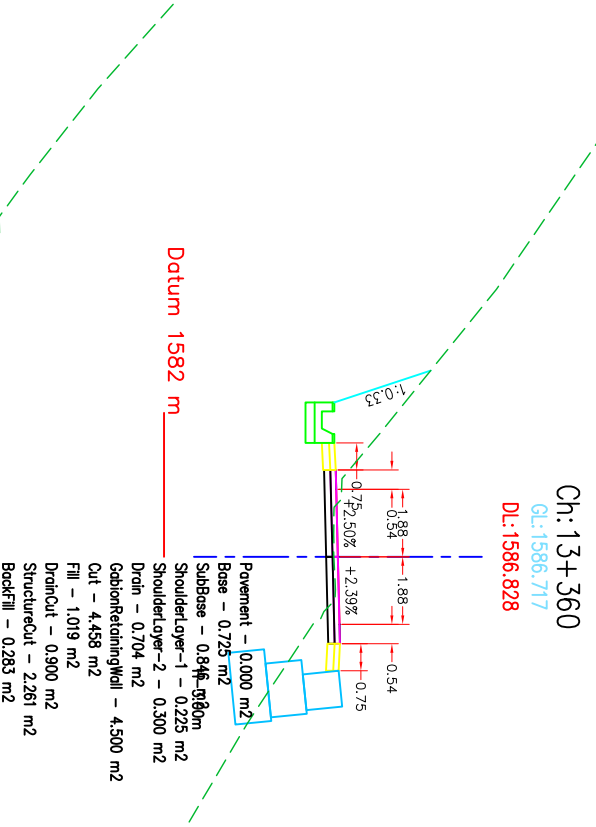 Ch:13+360
GL:1586.717
DL:1586.828
1:0.33
0.75
0.54
1.88
1.88
0.54
0.75
+2.50%
+2.39%
Datum 1582 m
Pavement - 0.000 m2
Base - 0.725 m2
SubBase - 0.846 m2
ShoulderLayer-1 - 0.225 m2
ShoulderLayer-2 - 0.300 m2
Drain - 0.704 m2
GabionRetainingWall - 4.500 m2
Cut - 4.458 m2
Fill - 1.019 m2
DrainCut - 0.900 m2
StructureCut - 2.261 m2
BackFill - 0.283 m2